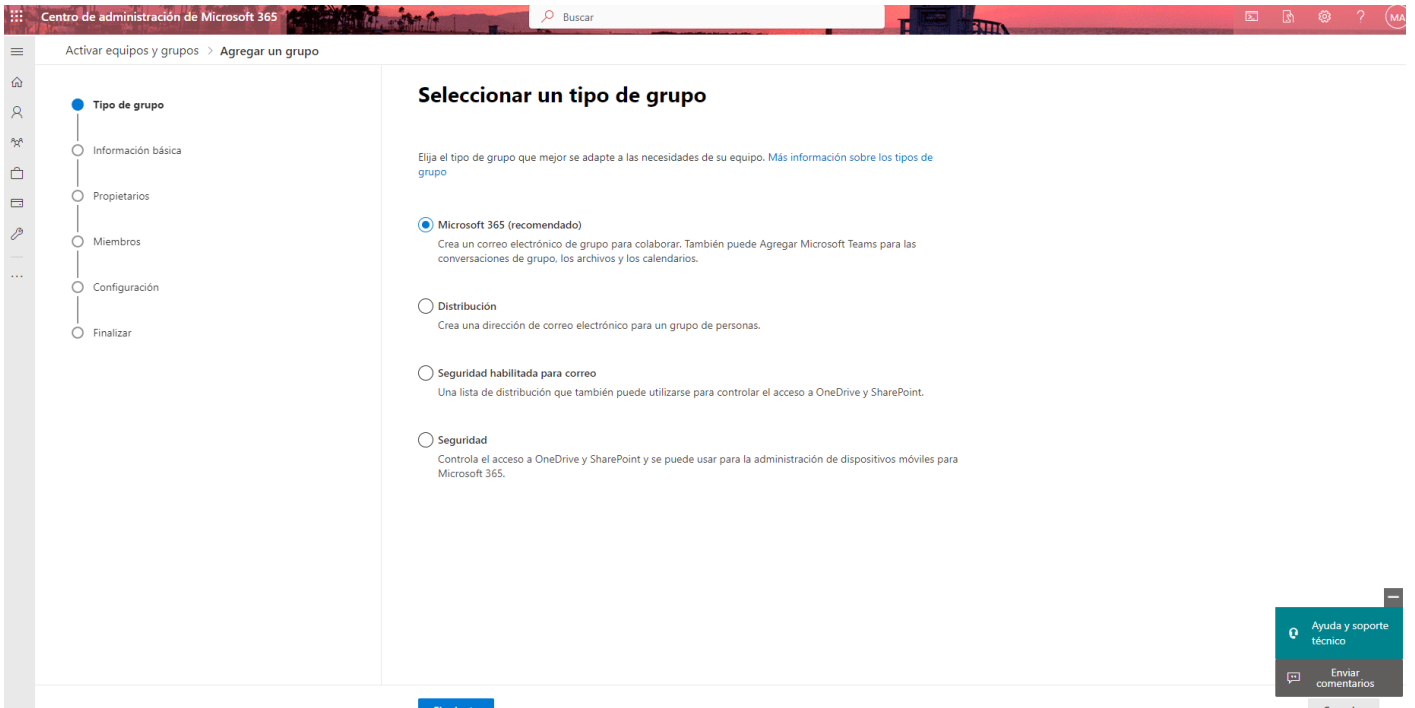 Centro de administración de Microsoft 365
Buscar
MA
Activar equipos y grupos > Agregar un grupo
Tipo de grupo
Información básica
Propietarios
Miembros
Configuración
Finalizar
Seleccionar un tipo de grupo
Elija el tipo de grupo que mejor se adapte a las necesidades de su equipo. Más información sobre los tipos de
grupo
Microsoft 365 (recomendado)
Crea un correo electrónico de grupo para colaborar. También puede Agregar Microsoft Teams para las
conversaciones de grupo, los archivos y los calendarios.
Distribución
Crea una dirección de correo electrónico para un grupo de personas.
Seguridad habilitada para correo
Una lista de distribución que también puede utilizarse para controlar el acceso a OneDrive y SharePoint.
Seguridad
Controla el acceso a OneDrive y SharePoint y se puede usar para la administración de dispositivos móviles para
Microsoft 365.
Ayuda y soporte
técnico
Enviar
comentarios